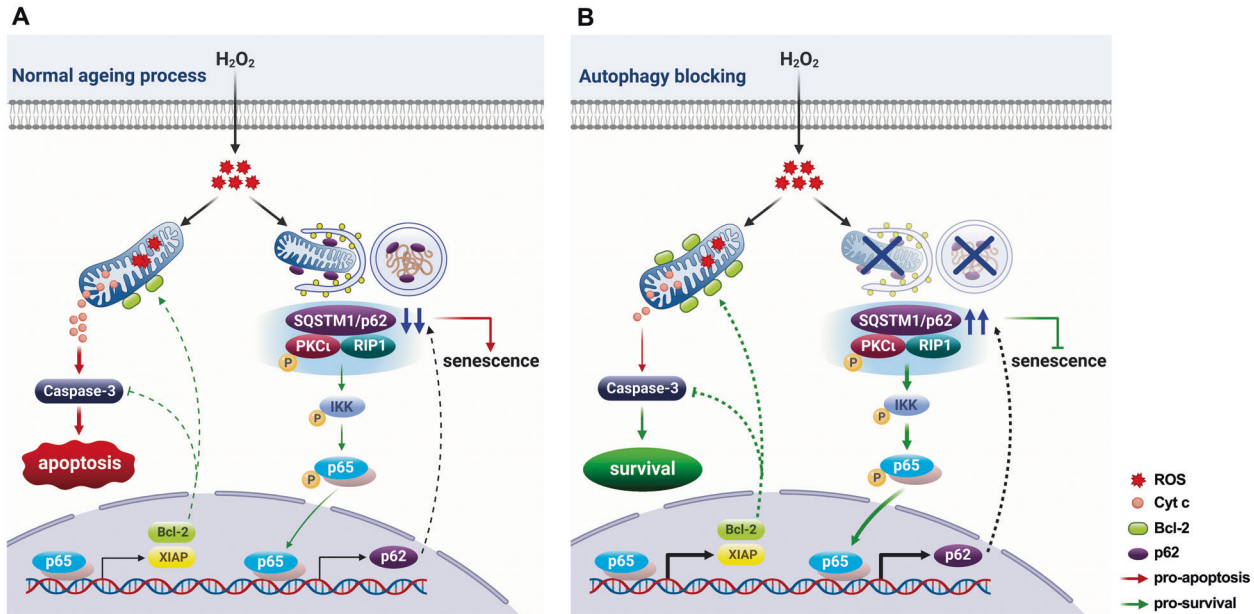 A
H₂O₂
Normal ageing process
SQSTM1/p62
PKCι
RIP1
P
senescence
Caspase-3
IKK
P
apoptosis
p65
P
Bcl-2
XIAP
p65
p65
p62
B
H₂O₂
Autophagy blocking
SQSTM1/p62
PKCι
RIP1
P
senescence
Caspase-3
IKK
P
survival
p65
P
Bcl-2
XIAP
p65
p65
p62
ROS
Cyt c
Bcl-2
p62
pro-apoptosis
pro-survival